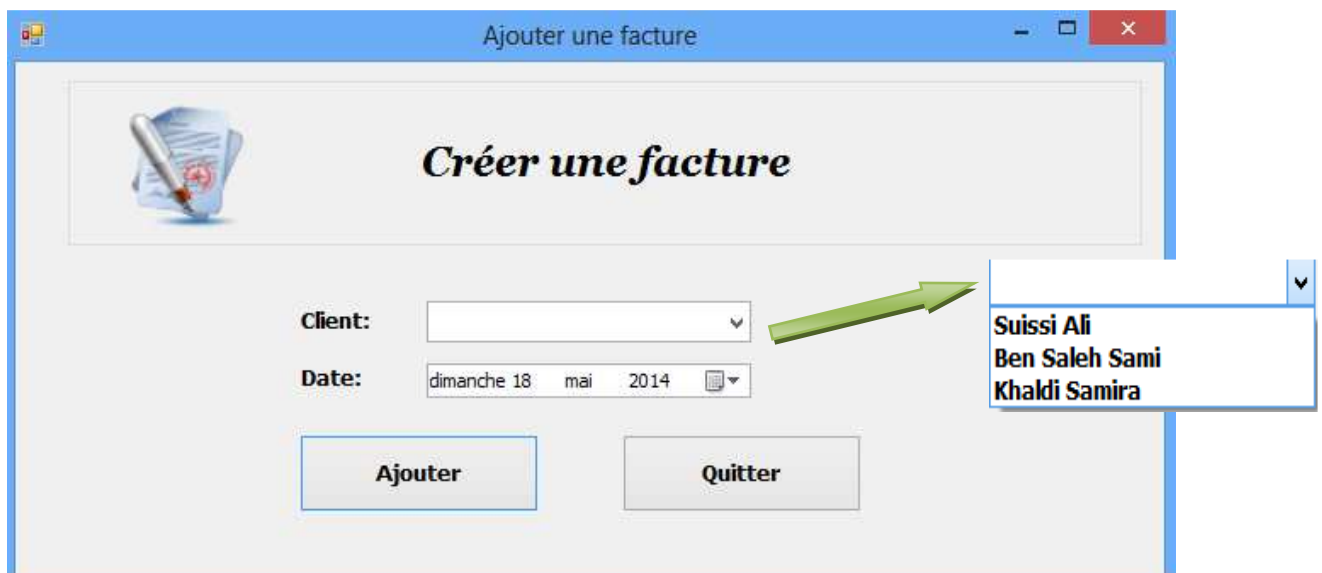 Ajouter une facture
Créer une facture
Client:
Suissi Ali
Ben Saleh Sami
Khaldi Samira
Date:
dimanche 18 mai 2014
Ajouter
Quitter